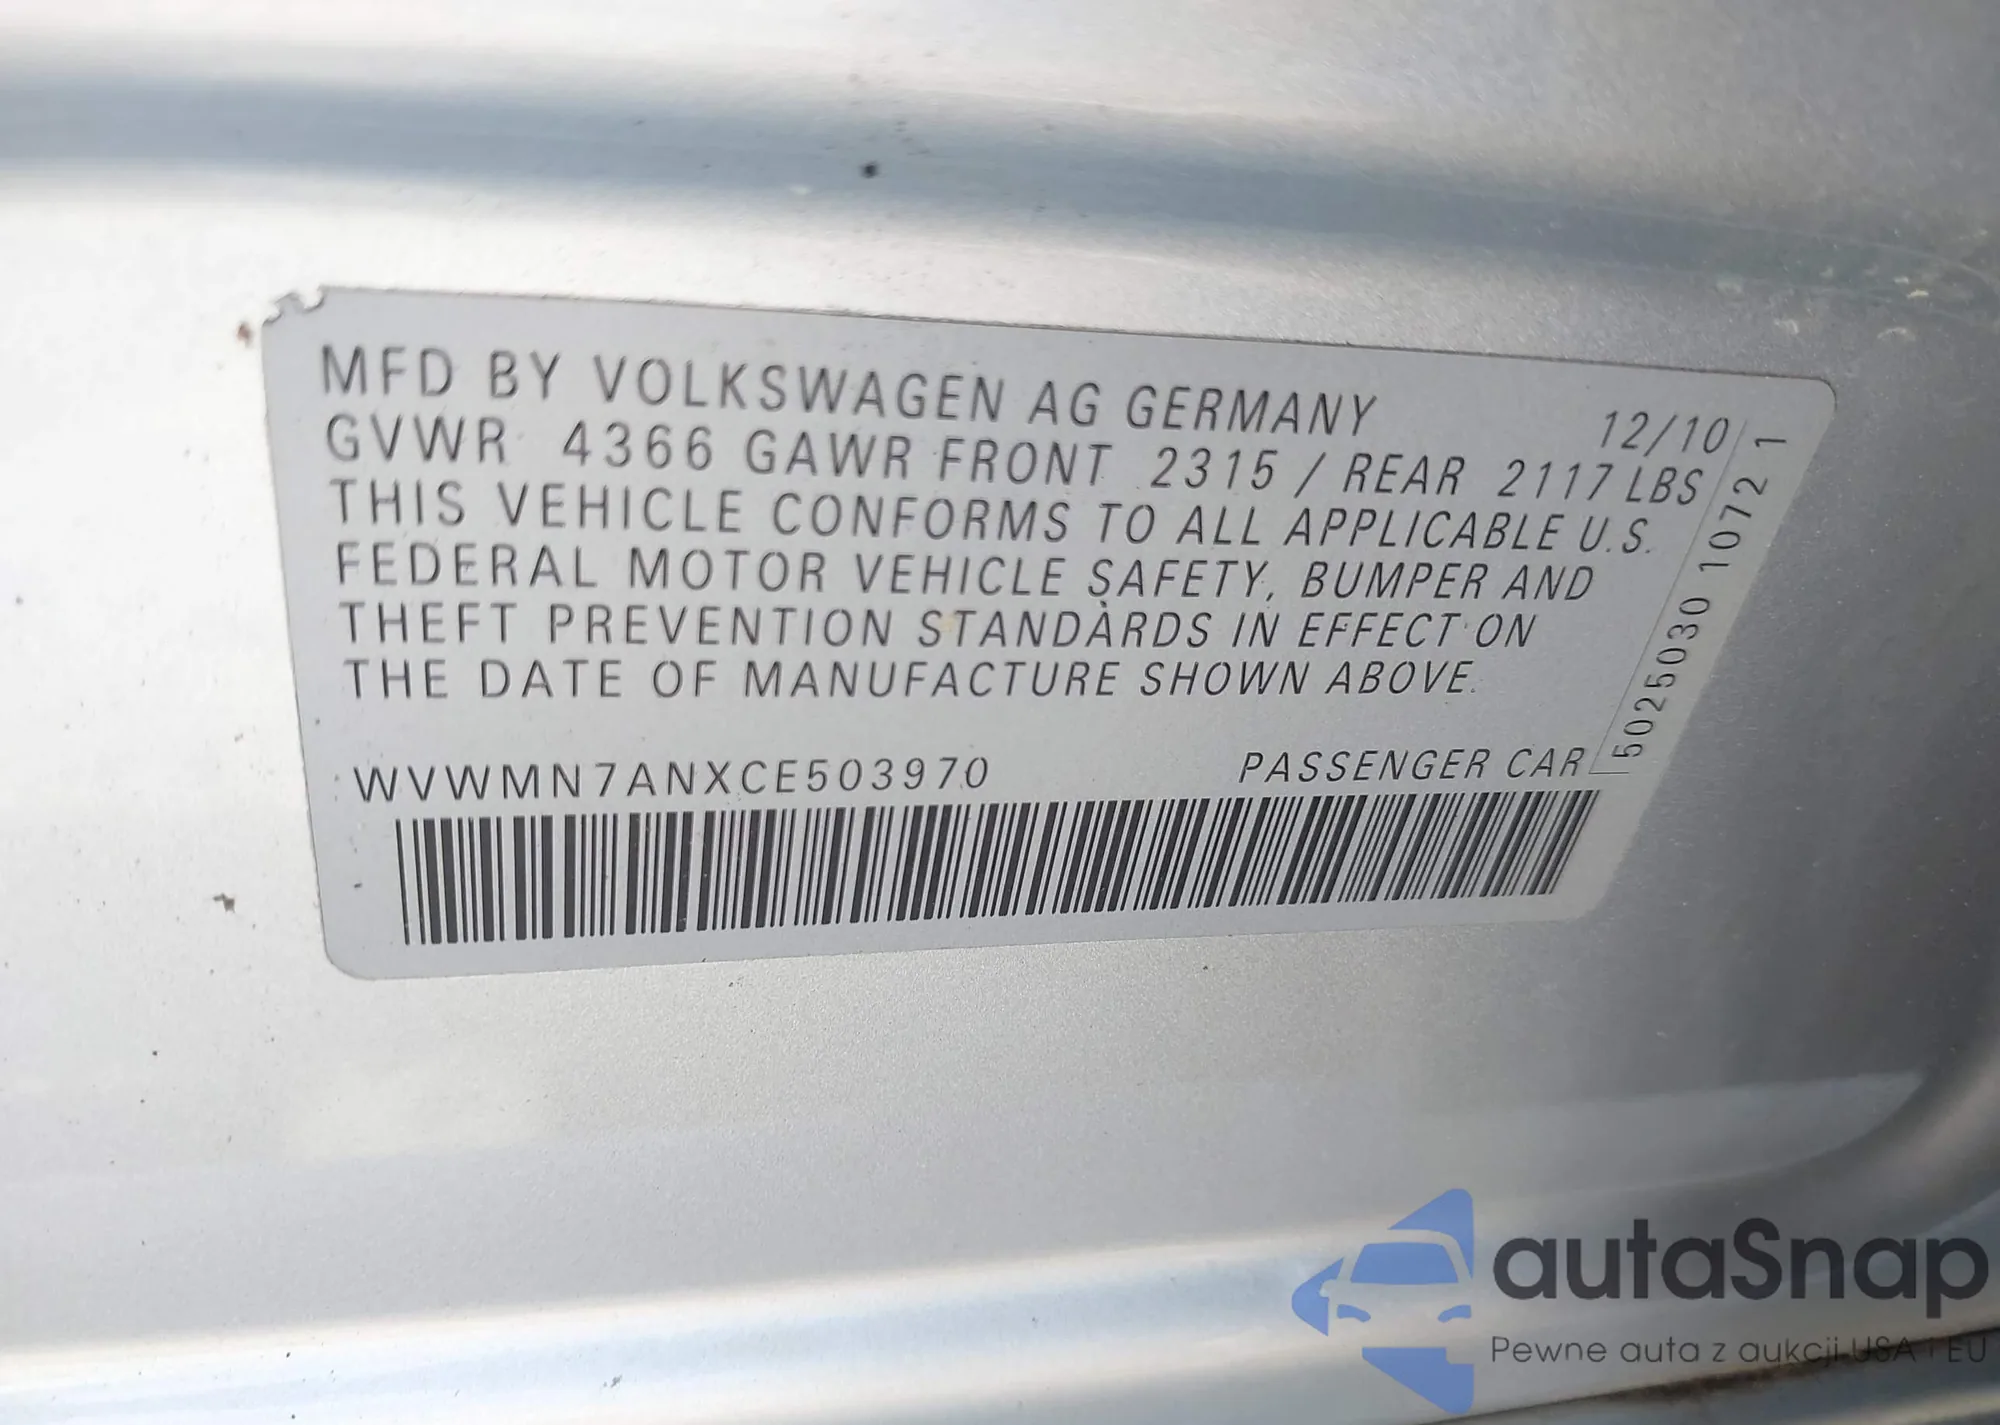 MFD BY VOLKSWAGEN AG GERMANY 12/10
GVWR 4366 GAWR FRONT 2315 / REAR 2117 LBS
THIS VEHICLE CONFORMS TO ALL APPLICABLE U.S.
FEDERAL MOTOR VEHICLE SAFETY, BUMPER AND
THEFT PREVENTION STANDARDS IN EFFECT ON
THE DATE OF MANUFACTURE SHOWN ABOVE.
WVWMN7ANXCE503970 PASSENGER CAR
5025030 1072 1
autaSnap
Pewne auta z aukcji USA i EU